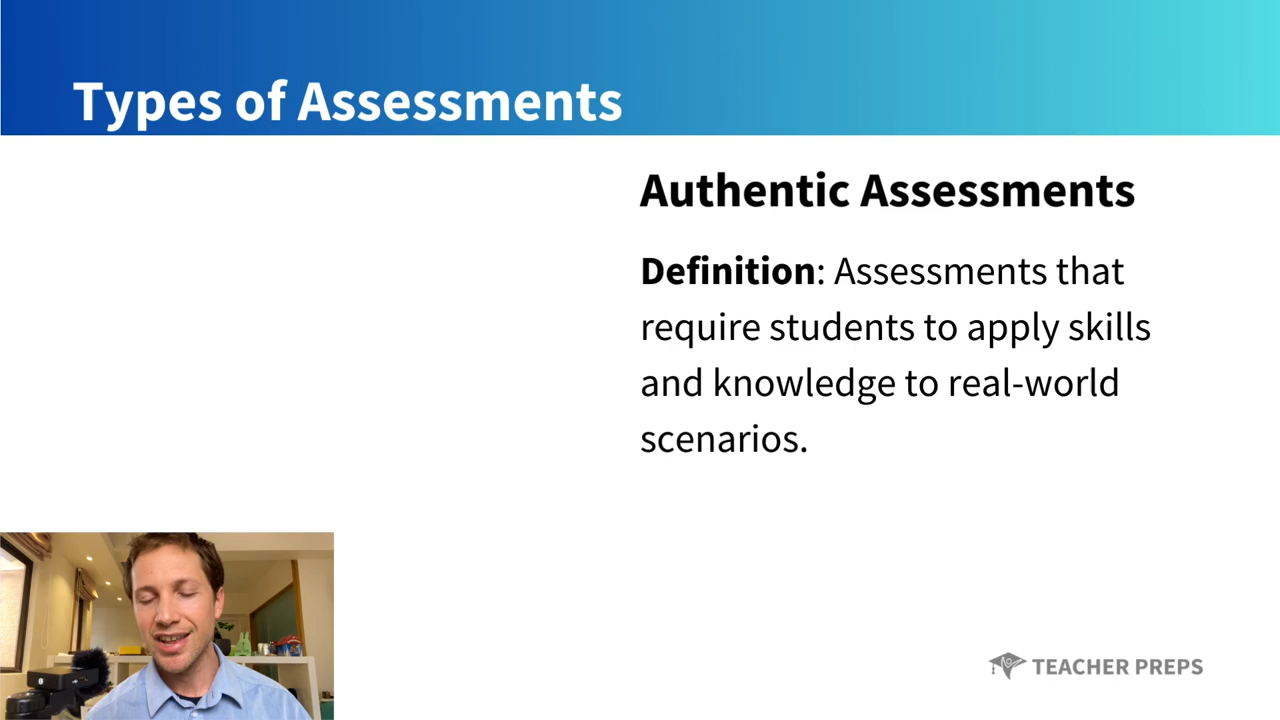 Types of Assessments
Authentic Assessments
Definition: Assessments that
require students to apply skills
and knowledge to real-world
scenarios.
TEACHER PREPS